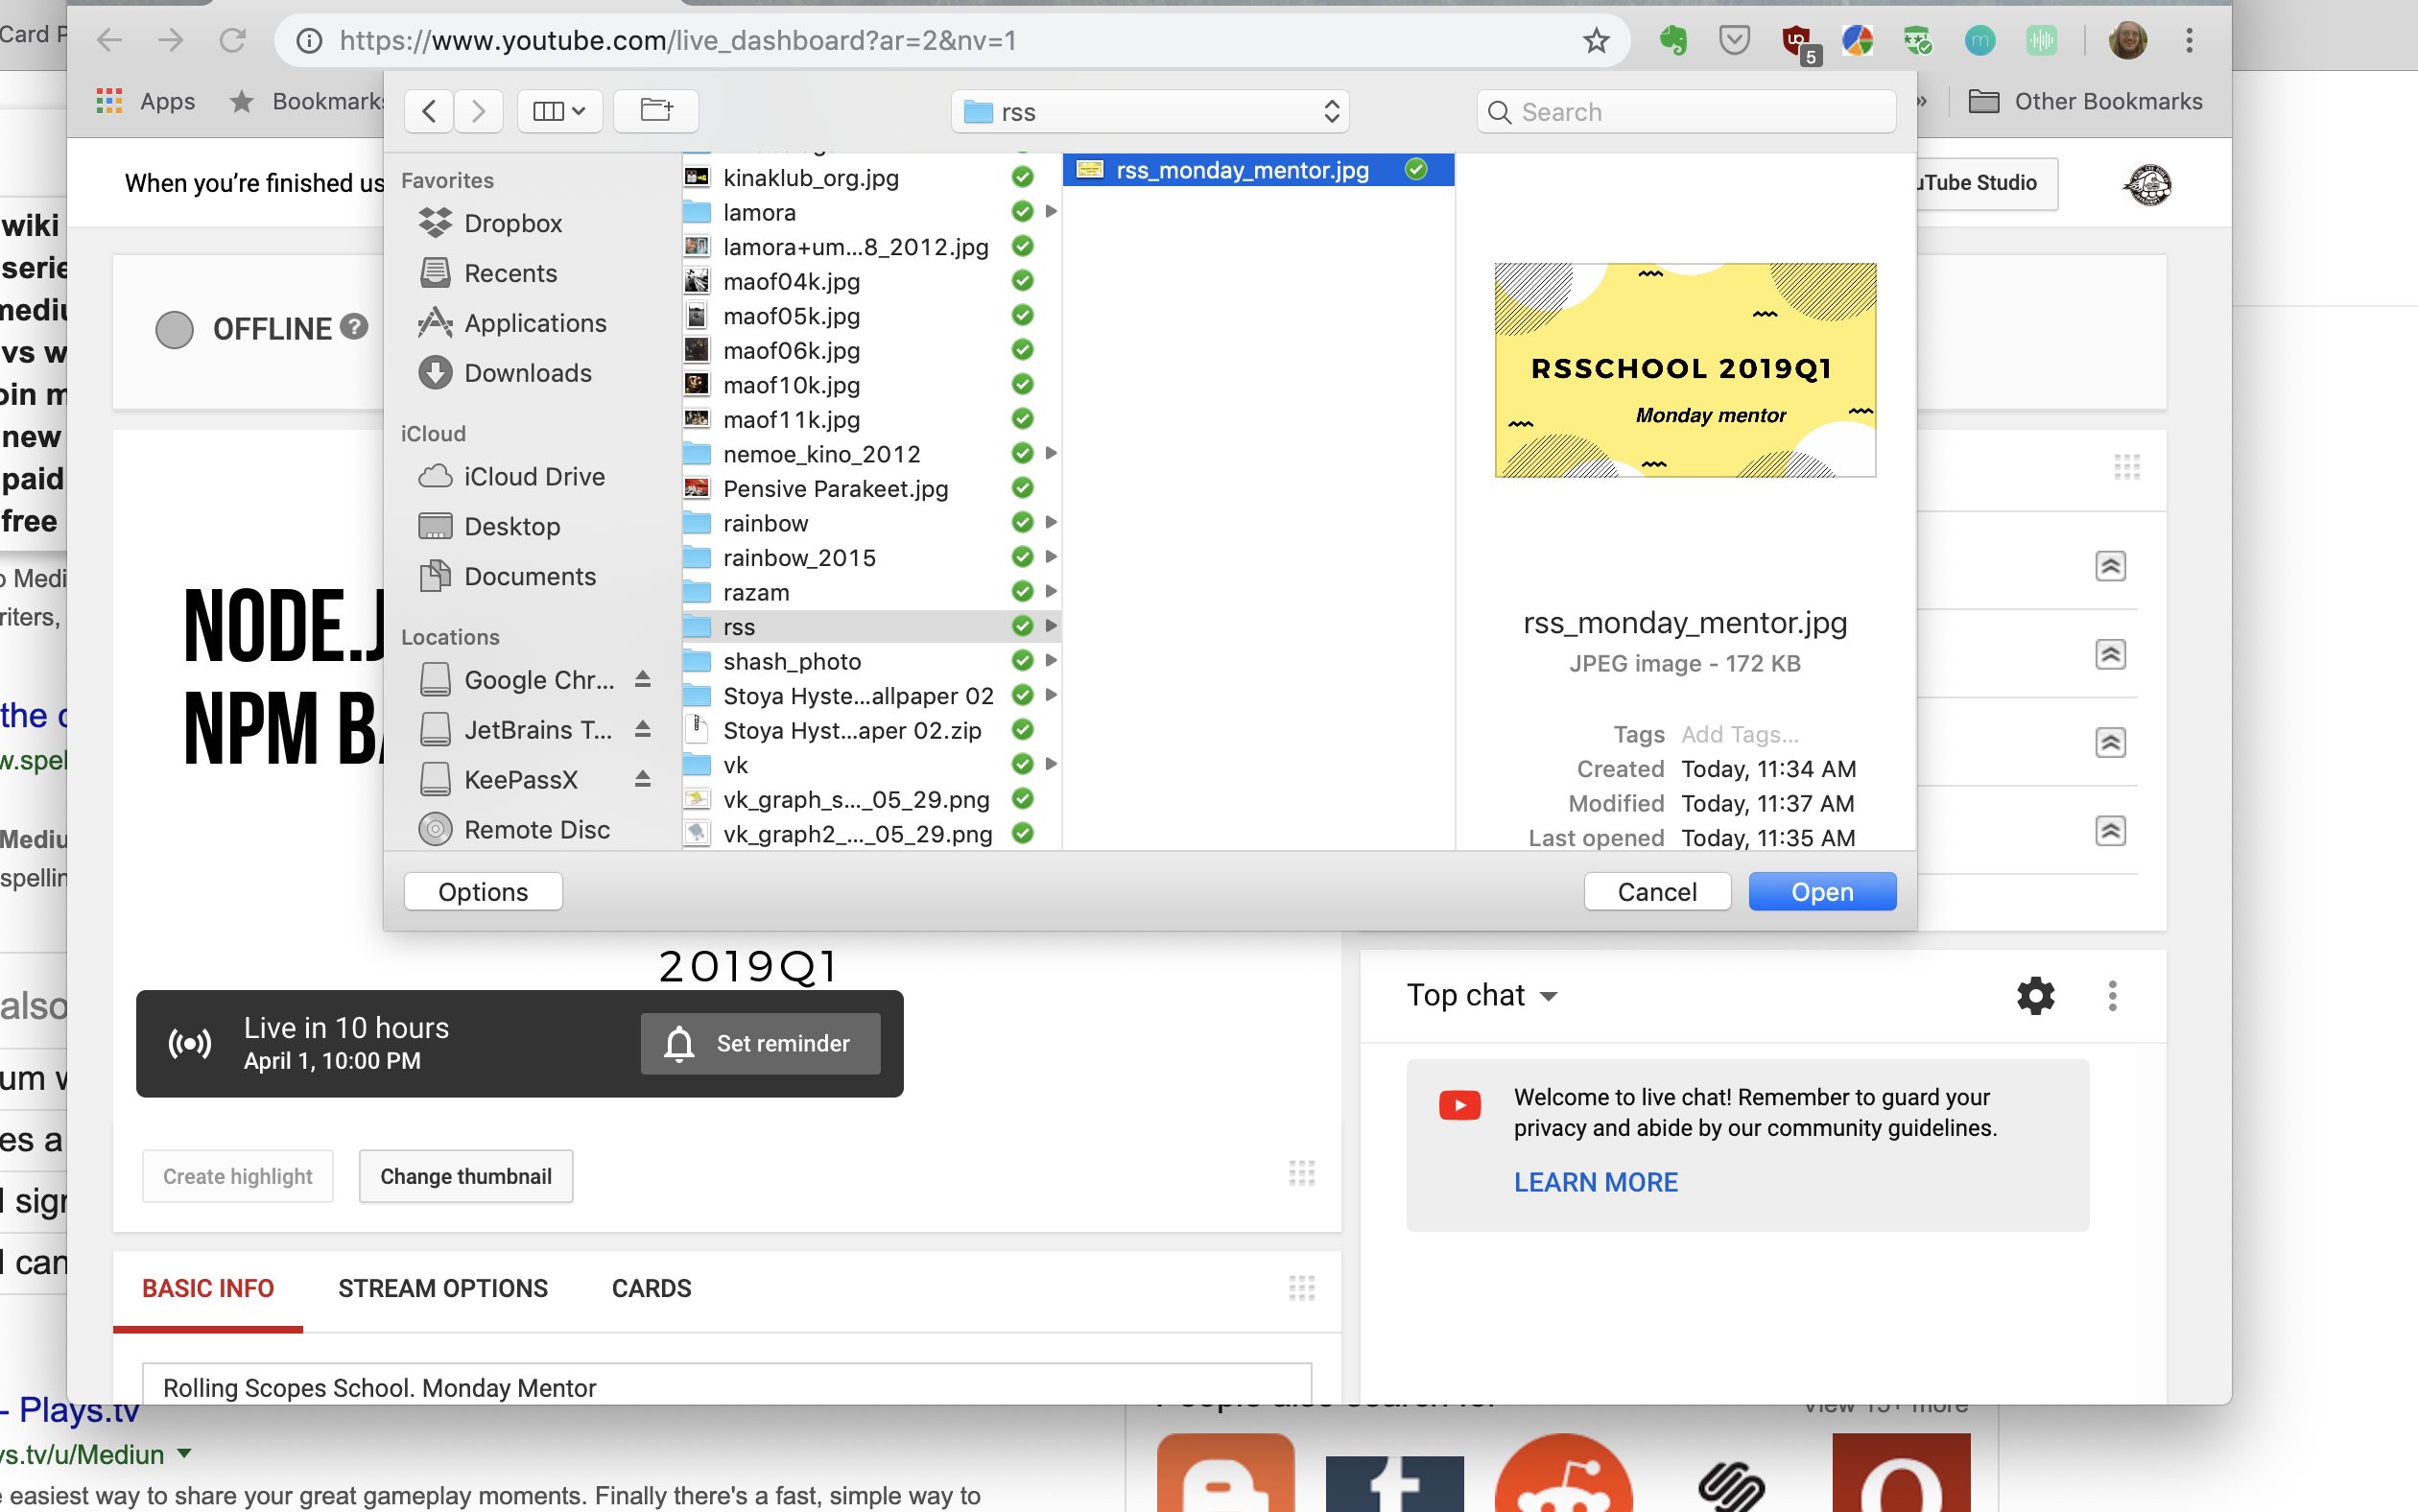 Card P
https://www.youtube.com/live_dashboard?ar=2&nv=1
5
Apps
Bookmarks
»
Other Bookmarks
rss
Search
When you're finished us
uTube Studio
OFFLINE
?
NODE.J
NPM BA
2019Q1
Favorites
Dropbox
Recents
Applications
Downloads
iCloud
iCloud Drive
Desktop
Documents
Locations
Google Chr...
JetBrains T...
KeePassX
Remote Disc
kinaklub_org.jpg
lamora
lamora+um...8_2012.jpg
maof04k.jpg
maof05k.jpg
maof06k.jpg
maof10k.jpg
maof11k.jpg
nemoe_kino_2012
Pensive Parakeet.jpg
rainbow
rainbow_2015
razam
rss
shash_photo
Stoya Hyste...allpaper 02
Stoya Hyst...aper 02.zip
vk
vk_graph_s..._05_29.png
vk_graph2_..._05_29.png
rss_monday_mentor.jpg
RSSCHOOL 2019Q1
Monday mentor
rss_monday_mentor.jpg
JPEG image - 172 KB
Tags Add Tags...
Created Today, 11:34 AM
Modified Today, 11:37 AM
Last opened Today, 11:35 AM
Options
Cancel
Open
Live in 10 hours
April 1, 10:00 PM
Set reminder
Create highlight
Change thumbnail
BASIC INFO
STREAM OPTIONS
CARDS
Rolling Scopes School. Monday Mentor
Top chat
Welcome to live chat! Remember to guard your
privacy and abide by our community guidelines.
LEARN MORE
wiki
serie
mediu
vs w
oin m
new
paid
free
o Medi
riters,
the c
w.spel
Mediu
spellin
also
um w
es a
l sign
l can
- Plays.tv
ys.tv/u/Mediun
e easiest way to share your great gameplay moments. Finally there's a fast, simple way to
People also search for
View 15+ more